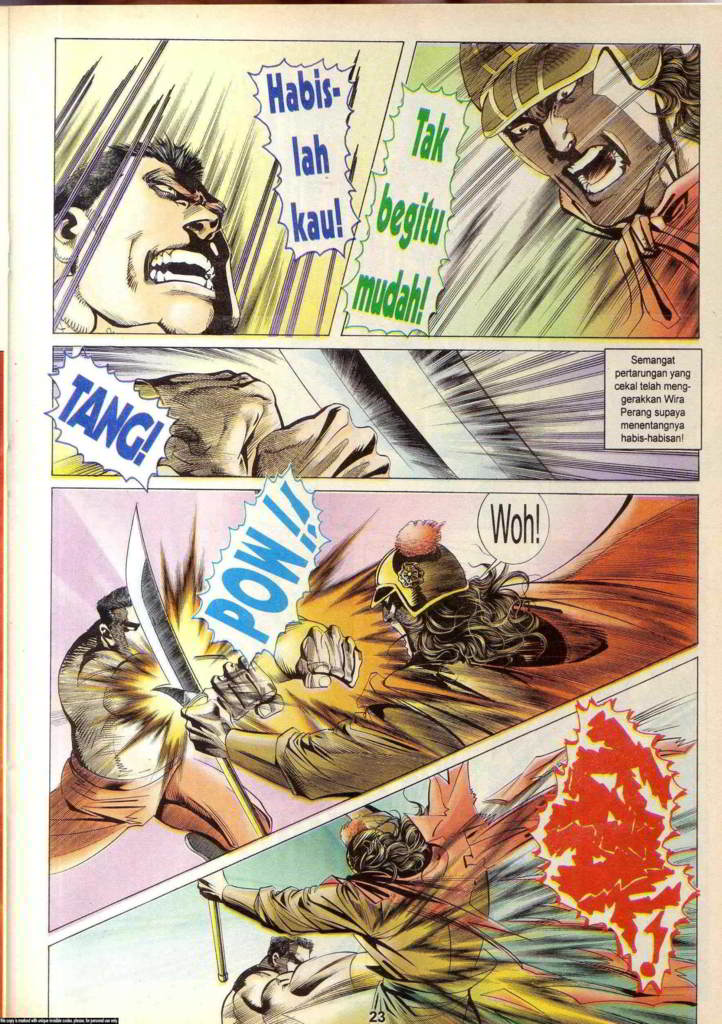 Habis-
lah
kau!
Tak
begitu
mudah!
TANG!
Semangat
pertarungan yang
cekal telah meng-
gerakkan Wira
Perang supaya
menentangnya
habis-habisan!
POW!!
Woh!
23